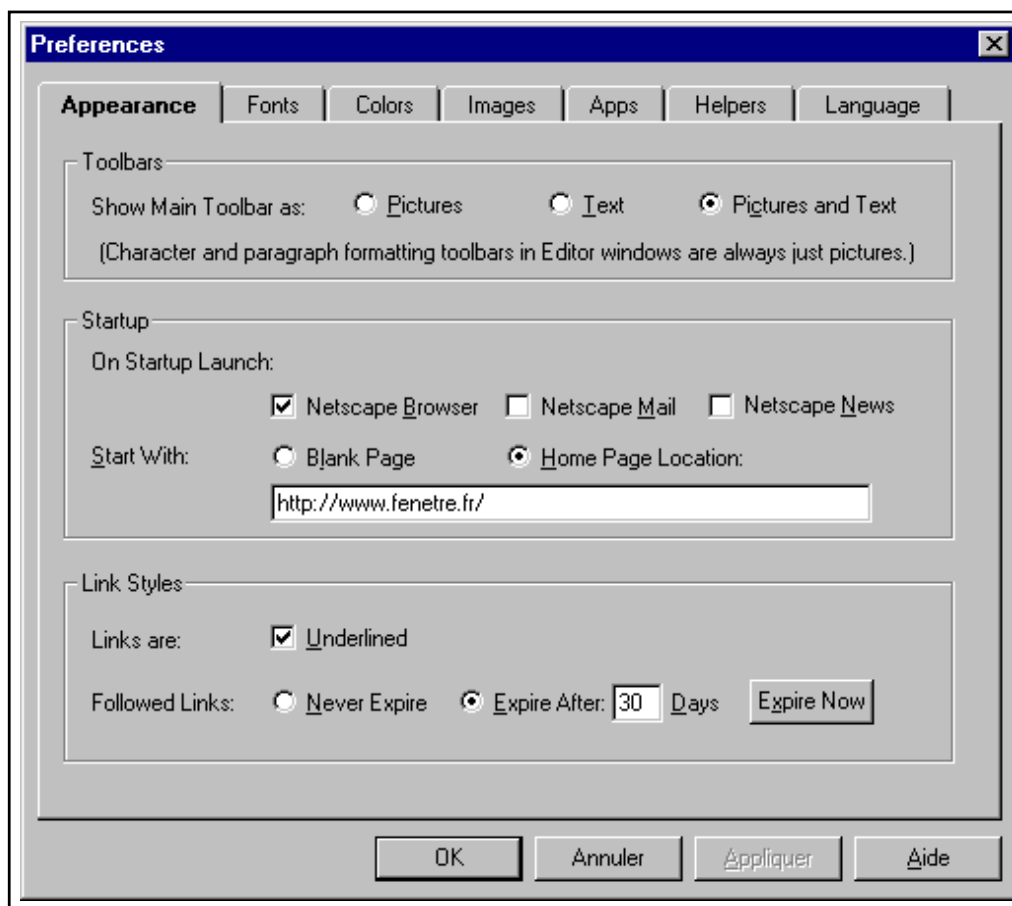 Preferences
Appearance Fonts Colors Images Apps Helpers Language
Toolbars
Show Main Toolbar as: Pictures Text Pictures and Text
(Character and paragraph formatting toolbars in Editor windows are always just pictures.)
Startup
On Startup Launch:
Netscape Browser Netscape Mail Netscape News
Start With: Blank Page Home Page Location:
http://www.fenetre.fr/
Link Styles
Links are: Underlined
Followed Links: Never Expire Expire After: 30 Days Expire Now
OK Annuler Appliquer Aide